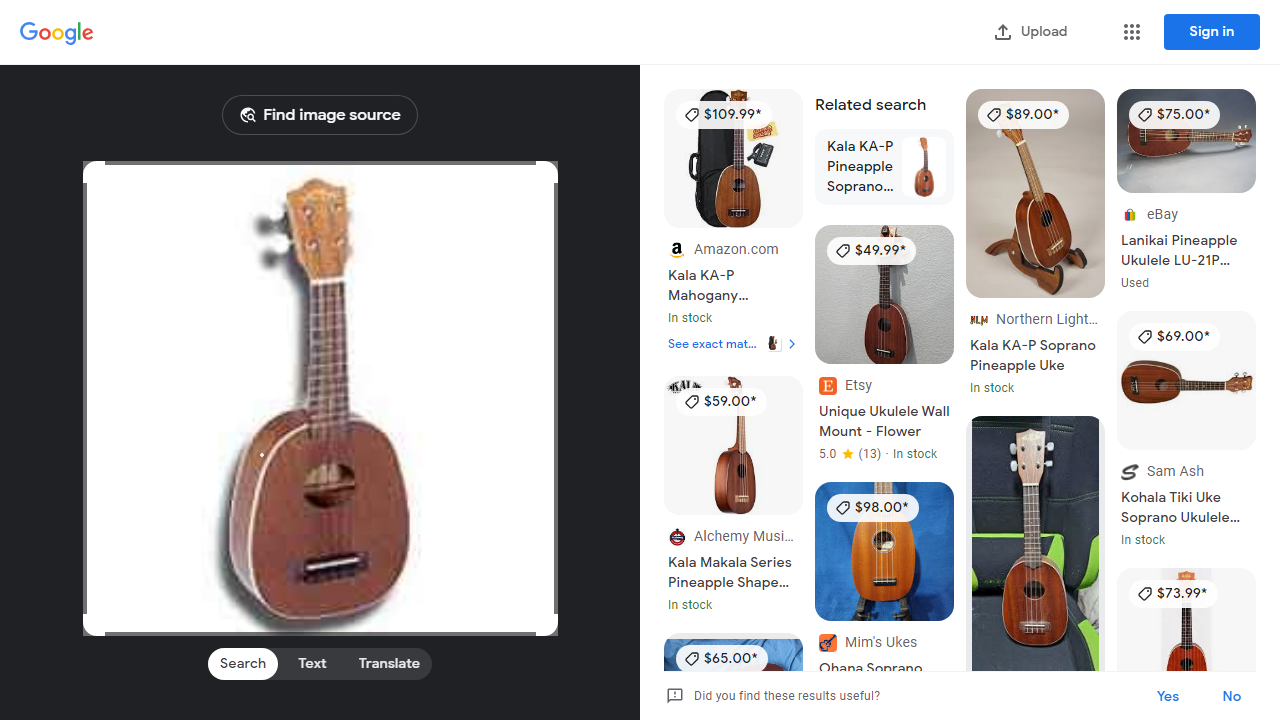 Google
Upload
Sign in
Find image source
Search
Text
Translate
$109.99*
Amazon.com
Kala KA-P
Mahogany...
In stock
See exact mat...
KALA
$59.00*
Alchemy Musi...
Kala Makala Series
Pineapple Shape...
In stock
$65.00*
Related search
Kala KA-P
Pineapple
Soprano...
$49.99*
Etsy
Unique Ukulele Wall
Mount - Flower
5.0 (13) · In stock
$98.00*
Mim's Ukes
Ohana Soprano
$89.00*
Northern Light...
Kala KA-P Soprano
Pineapple Uke
In stock
$75.00*
eBay
Lanikai Pineapple
Ukulele LU-21P...
Used
$69.00*
Sam Ash
Kohala Tiki Uke
Soprano Ukulele...
In stock
$73.99*
Did you find these results useful?
Yes
No